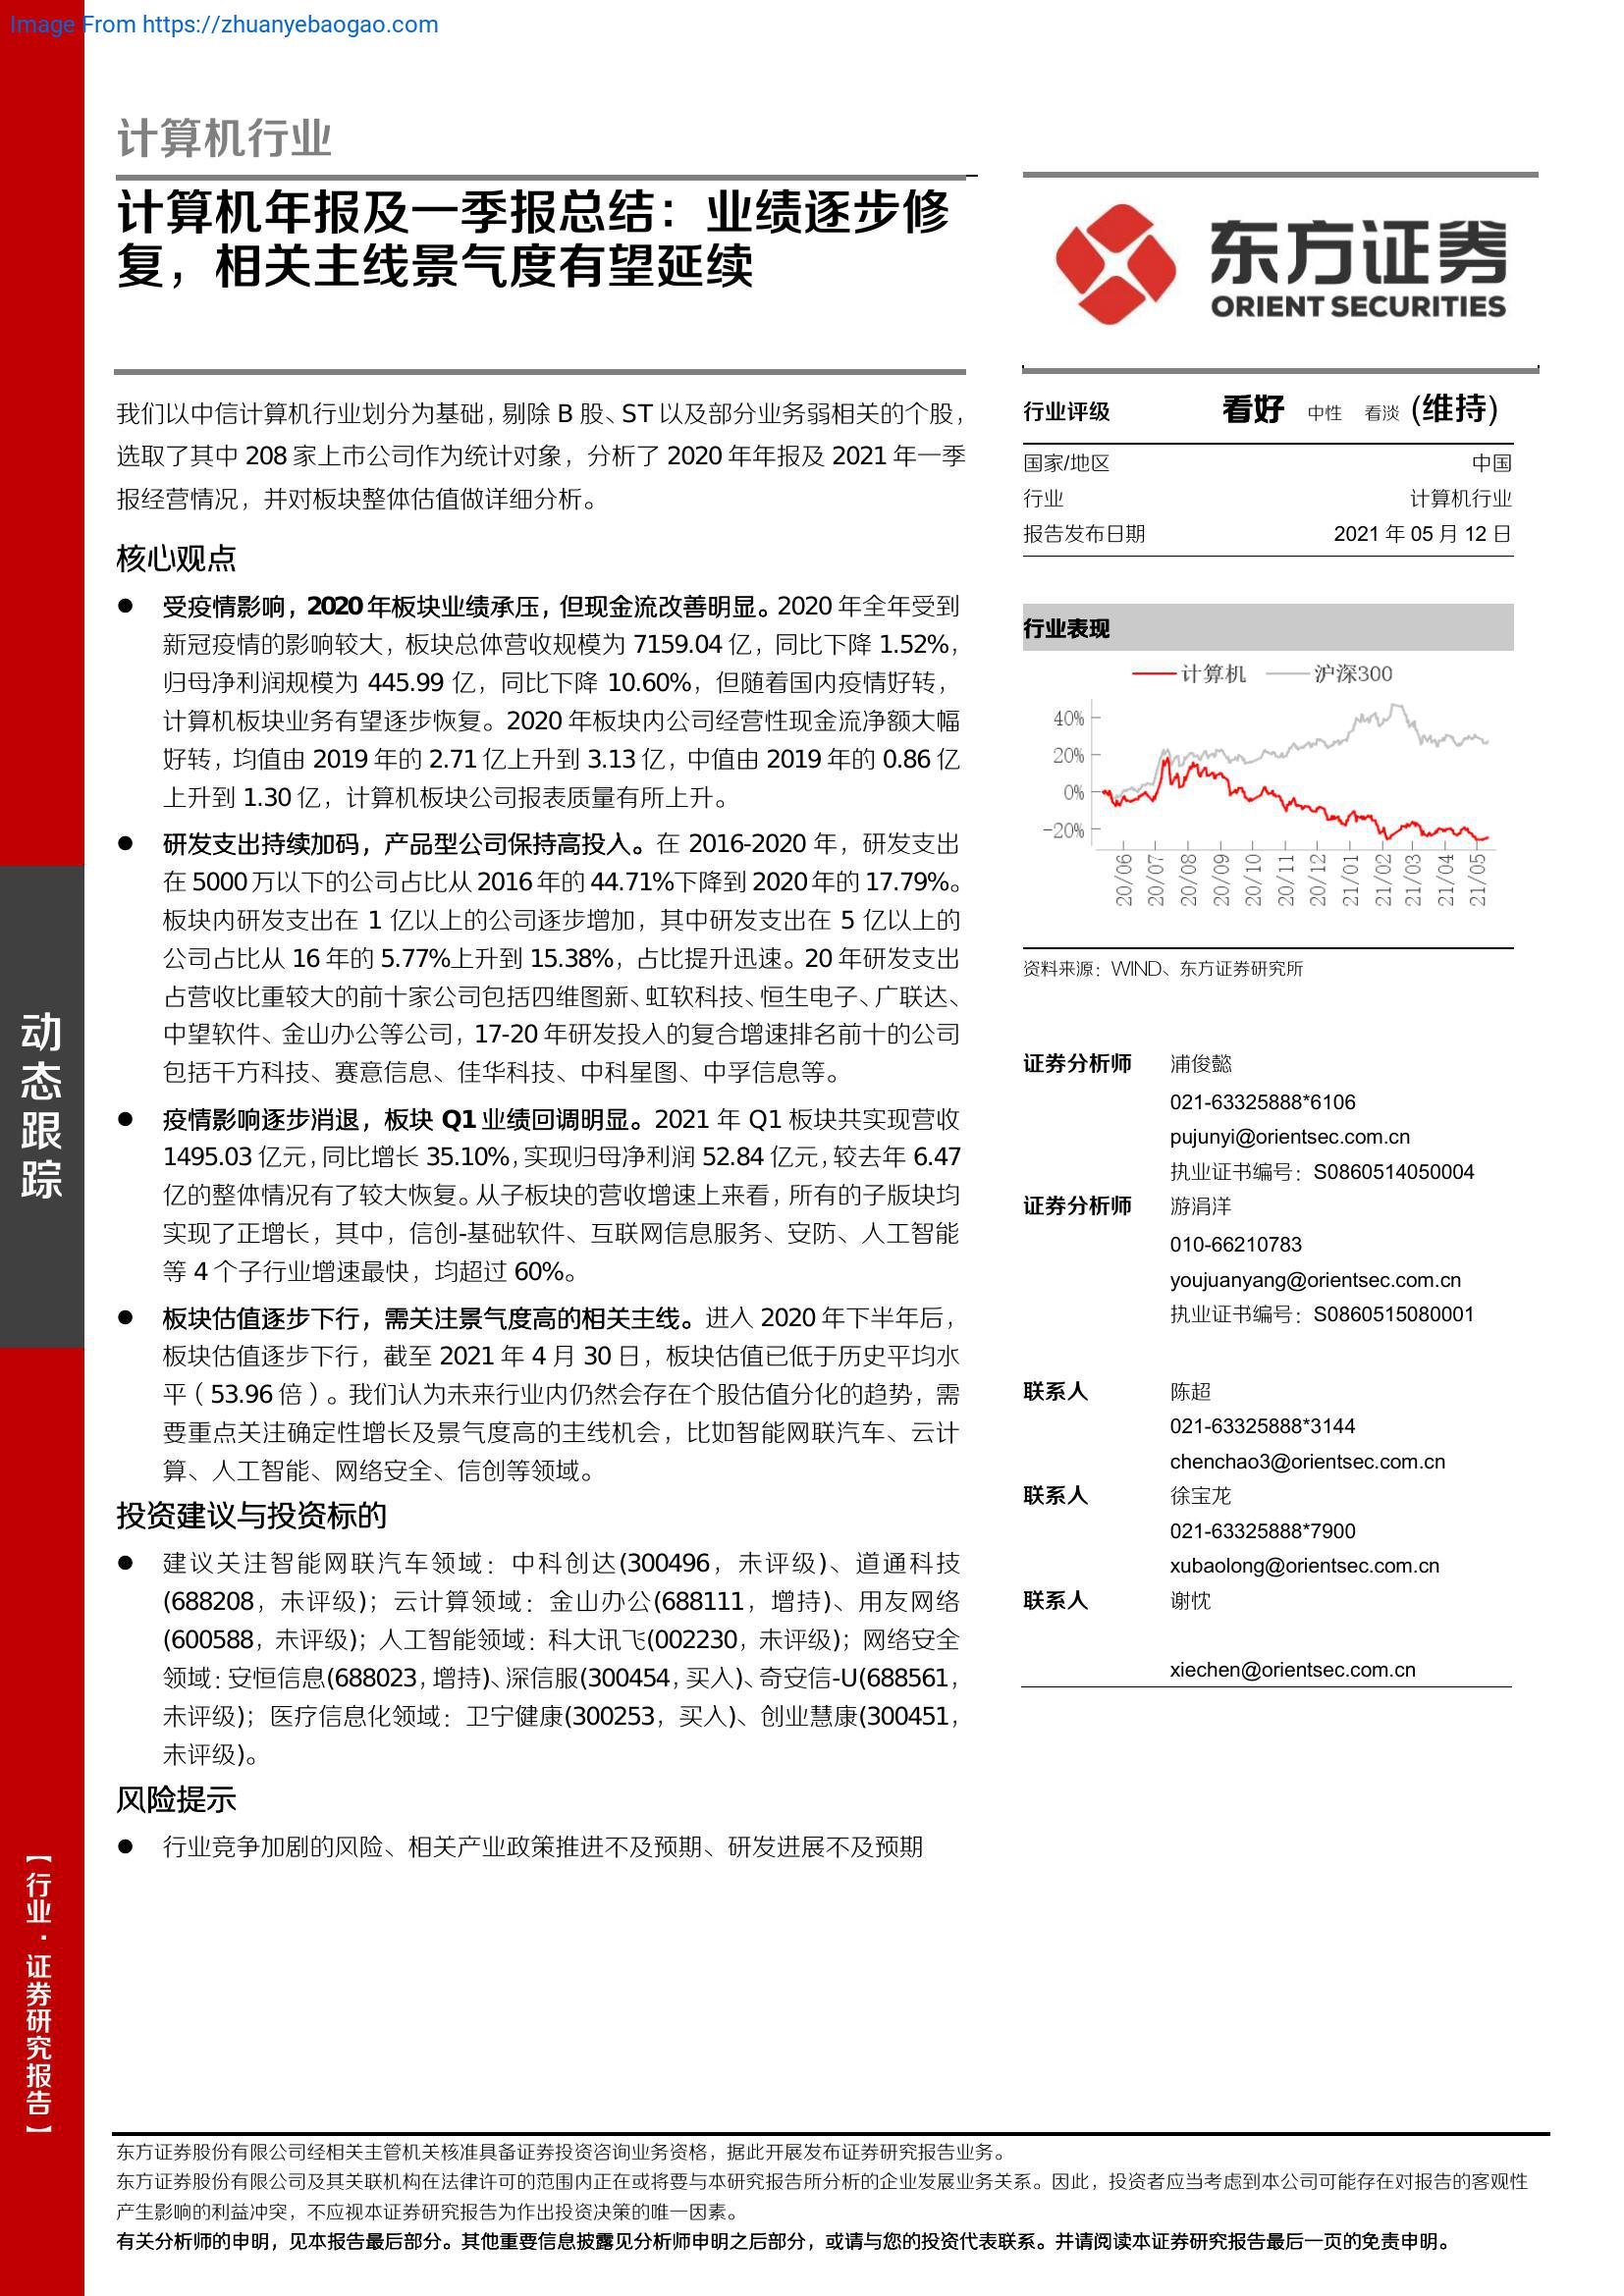 Image From https://zhuanyebaogao.com
计算机行业
计算机年报及一季报总结：业绩逐步修
复，相关主线景气度有望延续
我们以中信计算机行业划分为基础，剔除 B 股、ST 以及部分业务弱相关的个股，
选取了其中 208 家上市公司作为统计对象，分析了 2020 年年报及 2021 年一季
报经营情况，并对板块整体估值做详细分析。
核心观点
● 受疫情影响，2020 年板块业绩承压，但现金流改善明显。2020 年全年受到
新冠疫情的影响较大，板块总体营收规模为 7159.04 亿，同比下降 1.52%，
归母净利润规模为 445.99 亿，同比下降 10.60%，但随着国内疫情好转，
计算机板块业务有望逐步恢复。2020 年板块内公司经营性现金流净额大幅
好转，均值由 2019 年的 2.71 亿上升到 3.13 亿，中值由 2019 年的 0.86 亿
上升到 1.30 亿，计算机板块公司报表质量有所上升。
● 研发支出持续加码，产品型公司保持高投入。在 2016-2020 年，研发支出
在 5000 万以下的公司占比从 2016 年的 44.71%下降到 2020 年的 17.79%。
板块内研发支出在 1 亿以上的公司逐步增加，其中研发支出在 5 亿以上的
公司占比从 16 年的 5.77%上升到 15.38%，占比提升迅速。20 年研发支出
占营收比重较大的前十家公司包括四维图新、虹软科技、恒生电子、广联达、
中望软件、金山办公等公司，17-20 年研发投入的复合增速排名前十的公司
包括千方科技、赛意信息、佳华科技、中科星图、中孚信息等。
● 疫情影响逐步消退，板块 Q1 业绩回调明显。2021 年 Q1 板块共实现营收
1495.03 亿元，同比增长 35.10%，实现归母净利润 52.84 亿元，较去年 6.47
亿的整体情况有了较大恢复。从子板块的营收增速上来看，所有的子版块均
实现了正增长，其中，信创-基础软件、互联网信息服务、安防、人工智能
等 4 个子行业增速最快，均超过 60%。
● 板块估值逐步下行，需关注景气度高的相关主线。进入 2020 年下半年后，
板块估值逐步下行，截至 2021 年 4 月 30 日，板块估值已低于历史平均水
平（53.96 倍）。我们认为未来行业内仍然会存在个股估值分化的趋势，需
要重点关注确定性增长及景气度高的主线机会，比如智能网联汽车、云计
算、人工智能、网络安全、信创等领域。
投资建议与投资标的
● 建议关注智能网联汽车领域：中科创达(300496，未评级)、道通科技
(688208，未评级)；云计算领域：金山办公(688111，增持)、用友网络
(600588，未评级)；人工智能领域：科大讯飞(002230，未评级)；网络安全
领域：安恒信息(688023，增持)、深信服(300454，买入)、奇安信-U(688561，
未评级)；医疗信息化领域：卫宁健康(300253，买入)、创业慧康(300451，
未评级)。
风险提示
● 行业竞争加剧的风险、相关产业政策推进不及预期、研发进展不及预期
东方证券
ORIENT SECURITIES
行业评级 看好 中性 看淡 (维持)
国家/地区 中国
行业 计算机行业
报告发布日期 2021 年 05 月 12 日
行业表现
计算机 沪深300
40%
20%
0%
-20%
20/06 20/07 20/08 20/09 20/10 20/11 20/12 21/01 21/02 21/03 21/04 21/05
资料来源：WIND、东方证券研究所
证券分析师 浦俊懿
021-63325888*6106
pujunyi@orientsec.com.cn
执业证书编号：S0860514050004
证券分析师 游涓洋
010-66210783
youjuanyang@orientsec.com.cn
执业证书编号：S0860515080001
联系人 陈超
021-63325888*3144
chenchao3@orientsec.com.cn
联系人 徐宝龙
021-63325888*7900
xubaolong@orientsec.com.cn
联系人 谢忱
xiechen@orientsec.com.cn
动态跟踪
【行业·证券研究报告】
东方证券股份有限公司经相关主管机关核准具备证券投资咨询业务资格，据此开展发布证券研究报告业务。
东方证券股份有限公司及其关联机构在法律许可的范围内正在或将要与本研究报告所分析的企业发展业务关系。因此，投资者应当考虑到本公司可能存在对报告的客观性
产生影响的利益冲突，不应视本证券研究报告为作出投资决策的唯一因素。
有关分析师的申明，见本报告最后部分。其他重要信息披露见分析师申明之后部分，或请与您的投资代表联系。并请阅读本证券研究报告最后一页的免责申明。